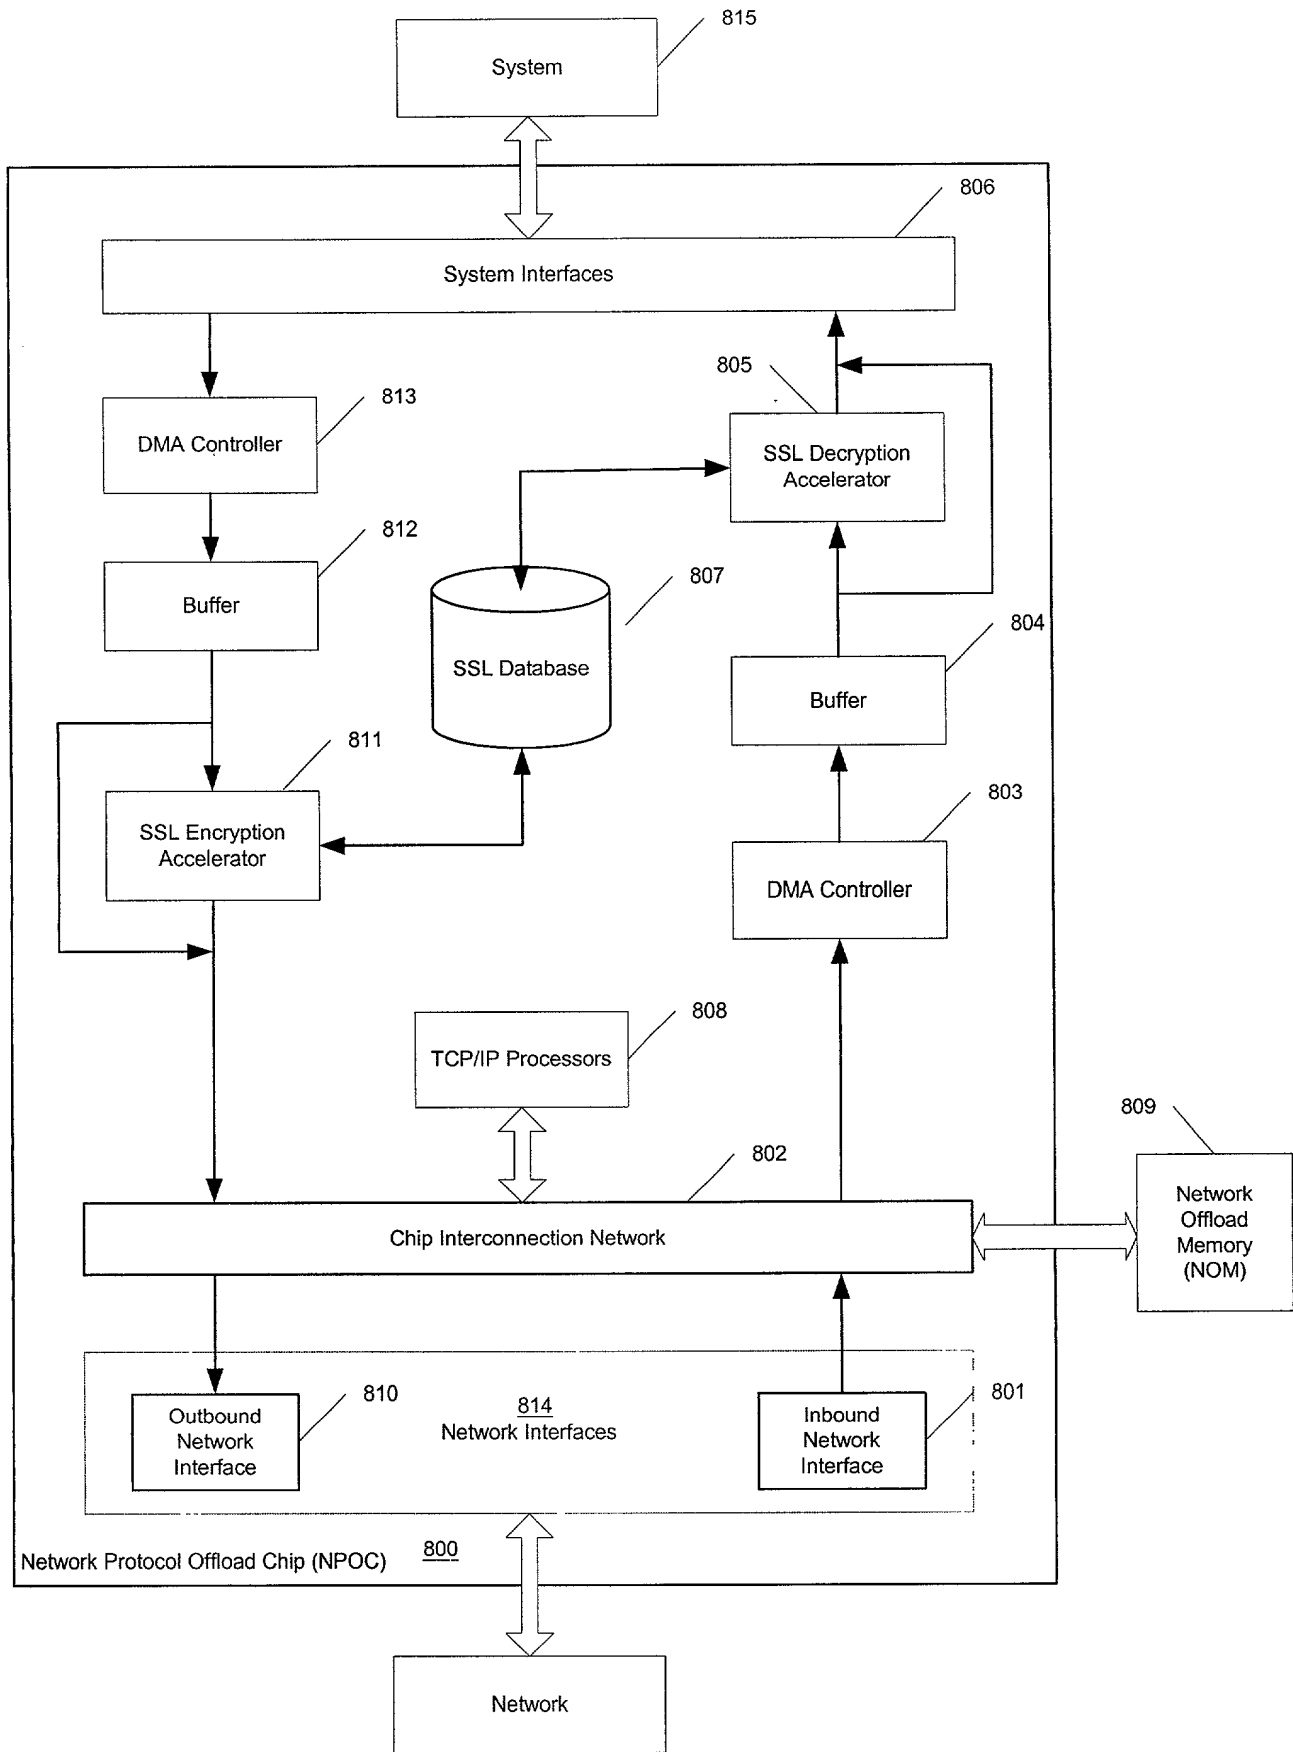 815
System
806
System Interfaces
805
813
DMA Controller
SSL Decryption
Accelerator
812
807
Buffer
804
SSL Database
Buffer
811
803
SSL Encryption
Accelerator
DMA Controller
808
TCP/IP Processors
809
802
Network
Offload
Memory
(NOM)
Chip Interconnection Network
810
801
814
Network Interfaces
Outbound
Network
Interface
Inbound
Network
Interface
Network Protocol Offload Chip (NPOC)
800
Network